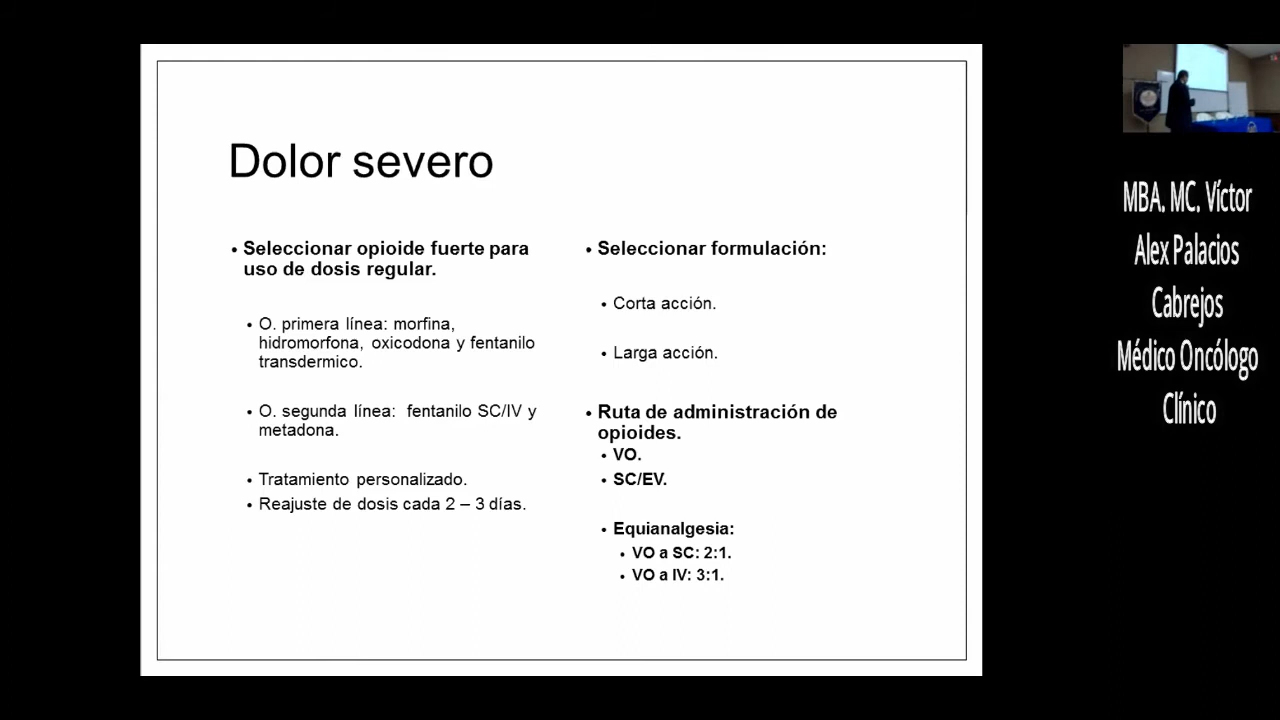 Dolor severo
• Seleccionar opioide fuerte para
uso de dosis regular.
• O. primera línea: morfina,
hidromorfona, oxicodona y fentanilo
transdermico.
• O. segunda línea: fentanilo SC/IV y
metadona.
• Tratamiento personalizado.
• Reajuste de dosis cada 2 – 3 días.
• Seleccionar formulación:
• Corta acción.
• Larga acción.
• Ruta de administración de
opioides.
• VO.
• SC/EV.
• Equianalgesia:
• VO a SC: 2:1.
• VO a IV: 3:1.
MBA. MC. Víctor
Alex Palacios
Cabrejos
Médico Oncólogo
Clínico